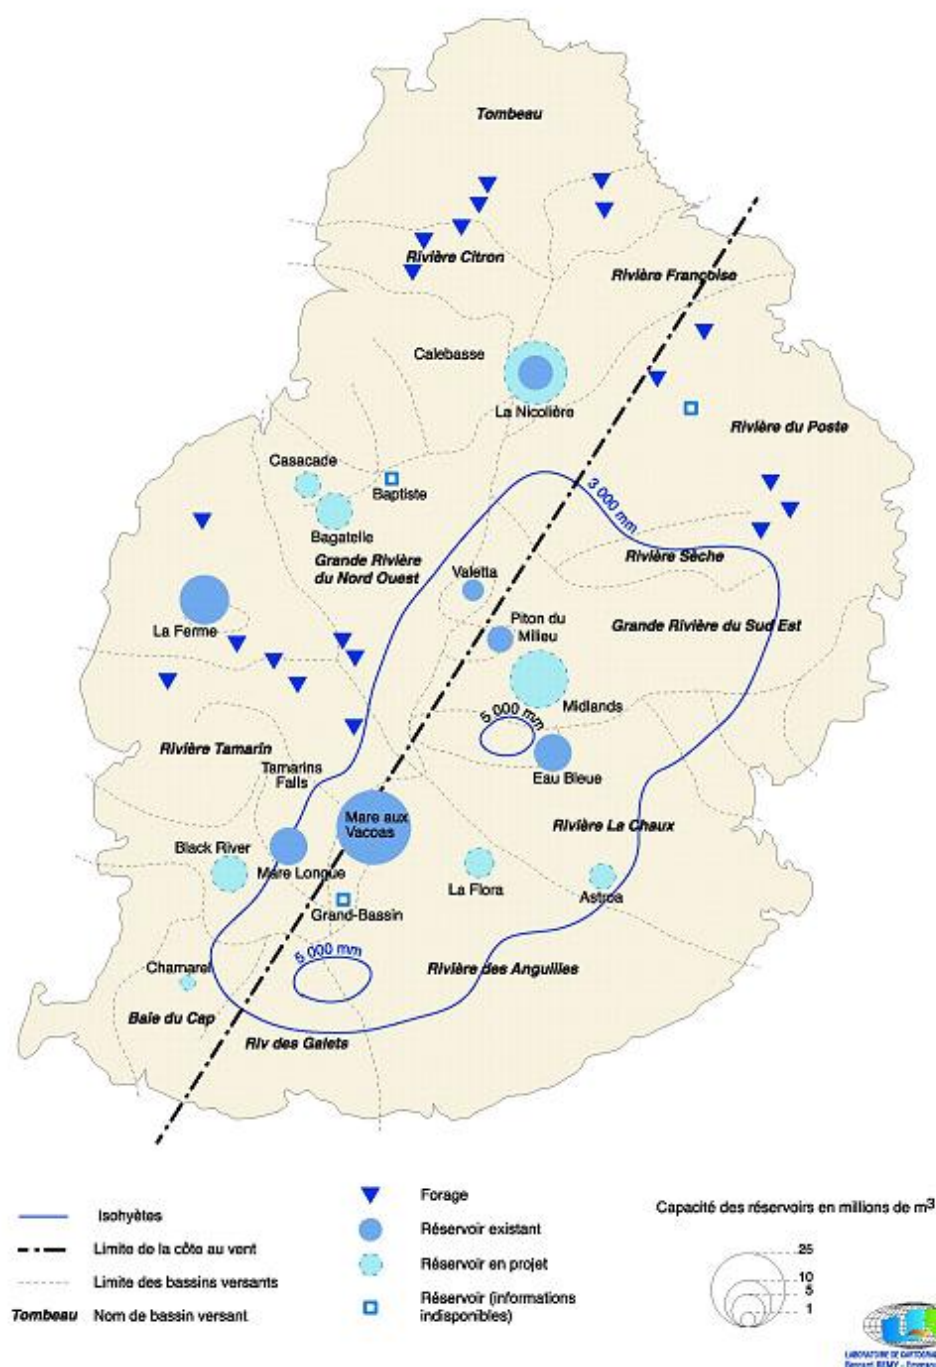 Tombeau
Rivière Citron
Rivière Françoise
Calebasse
La Nicolière
Rivière du Poste
Casacade
Baptiste
3 000 mm
Bagatelle
Grande Rivière
du Nord Ouest
Rivière Sèche
Valetta
Piton du
Milieu
Grande Rivière du Sud Est
La Ferme
Midlands
5 000 mm
Rivière Tamarin
Tamarins
Falls
Eau Bleue
Mare aux
Vacoas
Rivière La Chaux
Black River
Mare Longue
La Flora
Astroa
Grand-Bassin
5 000 mm
Rivière des Anguilles
Chamarel
Baie du Cap
Riv des Galets
Isohyètes
Limite de la côte au vent
Limite des bassins versants
Tombeau Nom de bassin versant
Forage
Réservoir existant
Réservoir en projet
Réservoir (informations
indisponibles)
Capacité des réservoirs en millions de m³
25
10
5
1